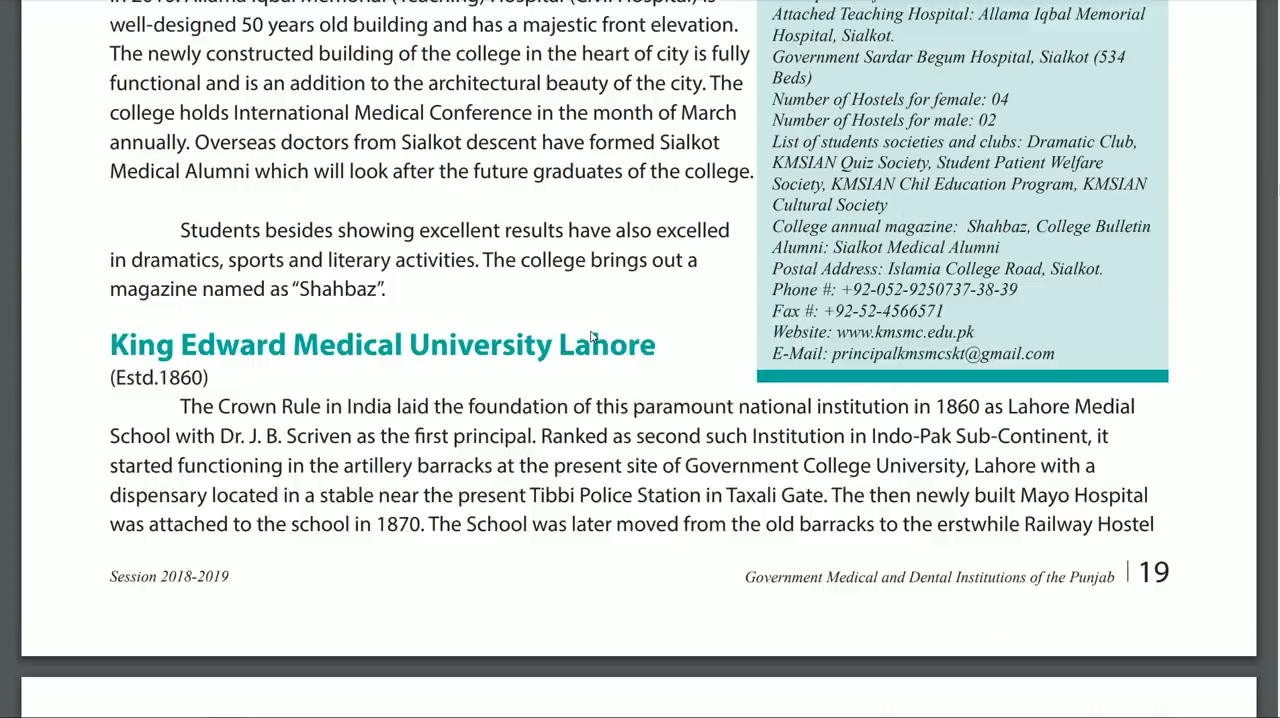 well-designed 50 years old building and has a majestic front elevation.
The newly constructed building of the college in the heart of city is fully
functional and is an addition to the architectural beauty of the city. The
college holds International Medical Conference in the month of March
annually. Overseas doctors from Sialkot descent have formed Sialkot
Medical Alumni which will look after the future graduates of the college.
Students besides showing excellent results have also excelled
in dramatics, sports and literary activities. The college brings out a
magazine named as “Shahbaz”.
Attached Teaching Hospital: Allama Iqbal Memorial
Hospital, Sialkot.
Government Sardar Begum Hospital, Sialkot (534
Beds)
Number of Hostels for female: 04
Number of Hostels for male: 02
List of students societies and clubs: Dramatic Club,
KMSIAN Quiz Society, Student Patient Welfare
Society, KMSIAN Chil Education Program, KMSIAN
Cultural Society
College annual magazine: Shahbaz, College Bulletin
Alumni: Sialkot Medical Alumni
Postal Address: Islamia College Road, Sialkot.
Phone #: +92-052-9250737-38-39
Fax #: +92-52-4566571
Website: www.kmsmc.edu.pk
E-Mail: principalkmsmcskt@gmail.com
King Edward Medical University Lahore
(Estd.1860)
The Crown Rule in India laid the foundation of this paramount national institution in 1860 as Lahore Medial
School with Dr. J. B. Scriven as the first principal. Ranked as second such Institution in Indo-Pak Sub-Continent, it
started functioning in the artillery barracks at the present site of Government College University, Lahore with a
dispensary located in a stable near the present Tibbi Police Station in Taxali Gate. The then newly built Mayo Hospital
was attached to the school in 1870. The School was later moved from the old barracks to the erstwhile Railway Hostel
Session 2018-2019
Government Medical and Dental Institutions of the Punjab | 19